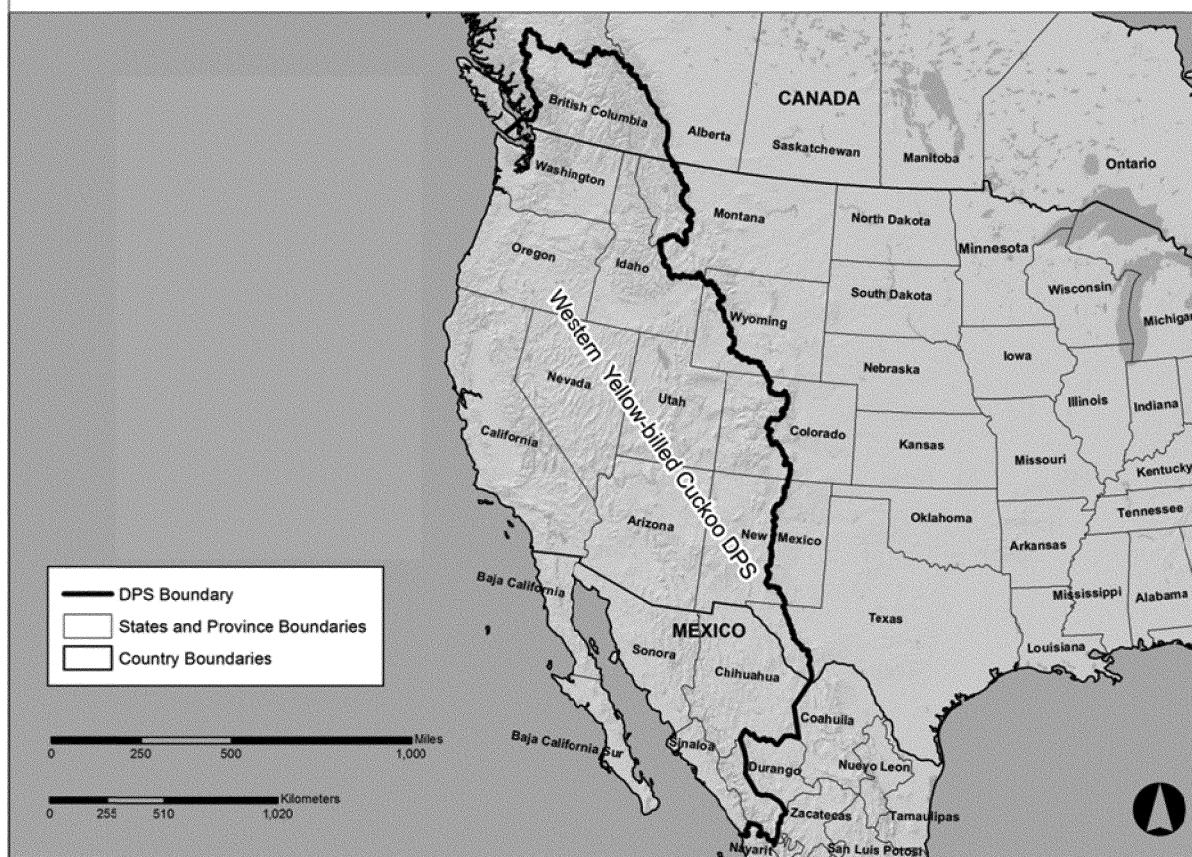 CANADA
British Columbia
Alberta
Saskatchewan
Manitoba
Ontario
Washington
Montana
North Dakota
Minnesota
Oregon
Idaho
Wisconsin
South Dakota
Michigan
Wyoming
Iowa
Nebraska
Western Yellow-billed Cuckoo DPS
Nevada
Utah
Illinois
Indiana
California
Colorado
Kansas
Missouri
Kentucky
Tennessee
Arizona
New Mexico
Oklahoma
Arkansas
Baja California
Mississippi
Alabama
Texas
MEXICO
Louisiana
Sonora
Chihuahua
Coahuila
Baja California Sur
Sinaloa
Durango
Nuevo Leon
Zacatecas
Tamaulipas
Nayarit
San Luis Potosi
DPS Boundary
States and Province Boundaries
Country Boundaries
Miles
0 250 500 1,000
Kilometers
0 255 510 1,020